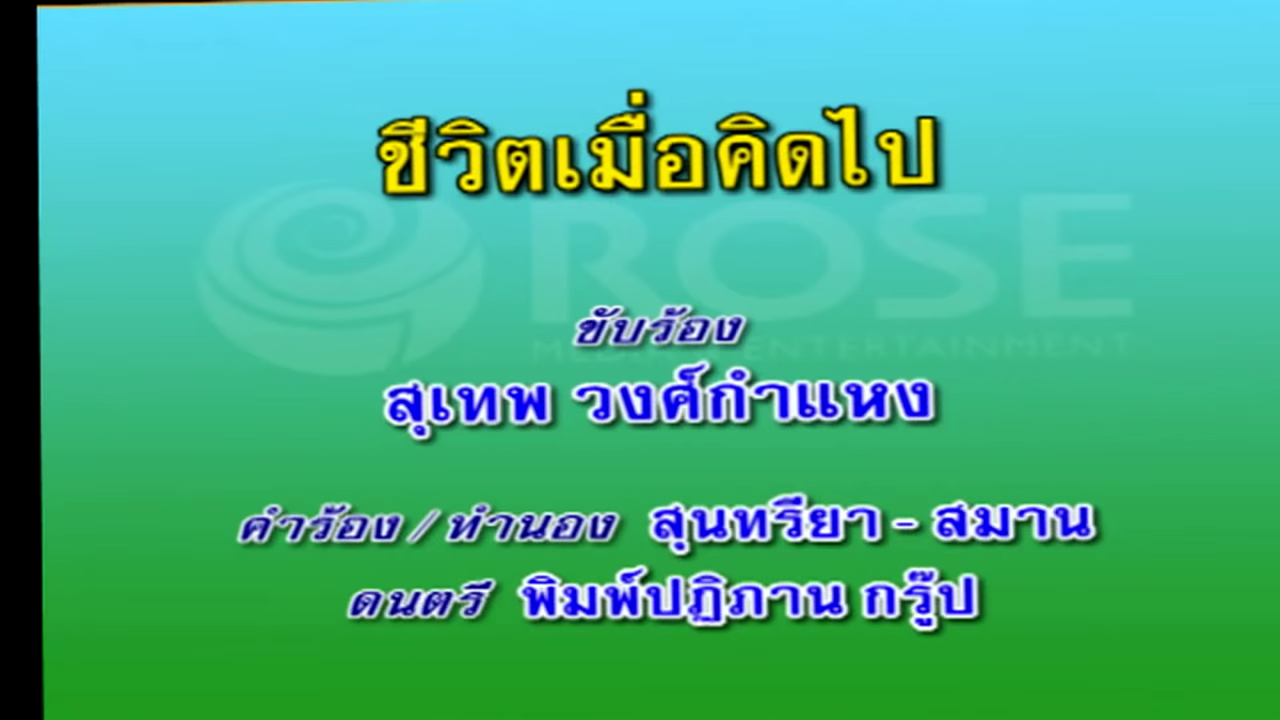 ชีวิตเมื่อคิดไป
ROSE
MEDIA & ENTERTAINMENT
ขับร้อง
สุเทพ วงศ์กำแหง
คำร้อง / ทำนอง สุนทรียา - สมาน
ดนตรี พิมพ์ปฏิภาน กรุ๊ป